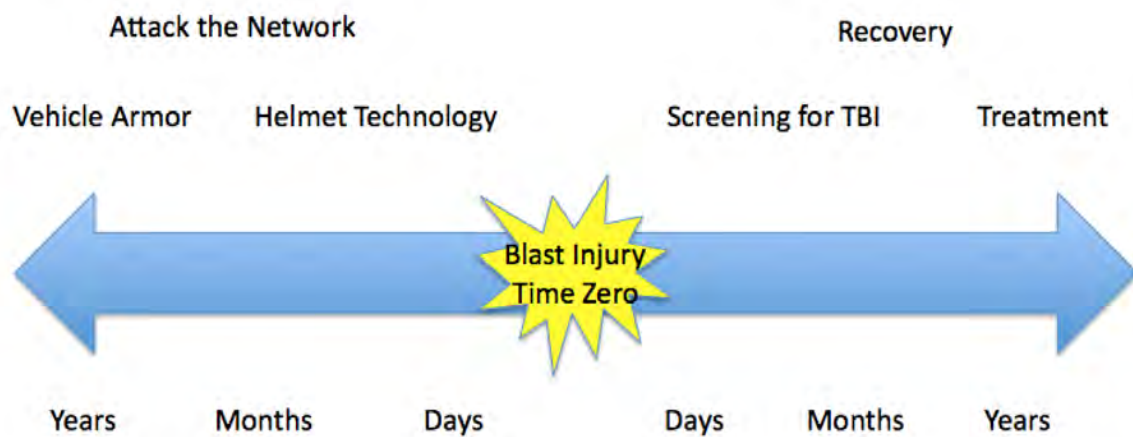 Attack the Network
Recovery
Vehicle Armor
Helmet Technology
Screening for TBI
Treatment
Blast Injury
Time Zero
Years
Months
Days
Days
Months
Years